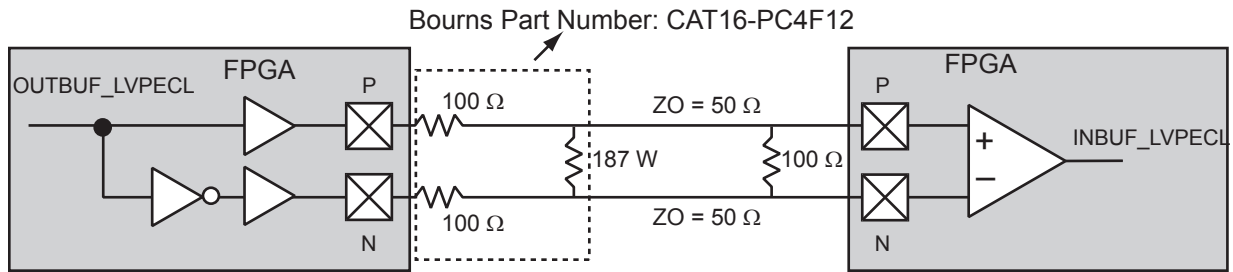 Bourns Part Number: CAT16-PC4F12
OUTBUF_LVPECL
FPGA
P
100 Ω
ZO = 50 Ω
187 W
100 Ω
100 Ω
ZO = 50 Ω
N
FPGA
P
+
−
INBUF_LVPECL
N